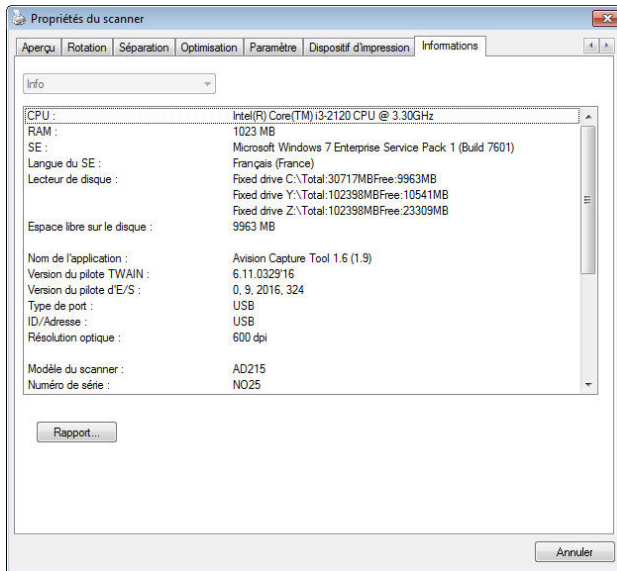 Propriétés du scanner
Aperçu Rotation Séparation Optimisation Paramètre Dispositif d'impression Informations
Info
CPU : Intel(R) Core(TM) i3-2120 CPU @ 3.30GHz
RAM : 1023 MB
SE : Microsoft Windows 7 Enterprise Service Pack 1 (Build 7601)
Langue du SE : Français (France)
Lecteur de disque : Fixed drive C:\Total:30717MBFree:9963MB
Fixed drive Y:\Total:102398MBFree:10541MB
Fixed drive Z:\Total:102398MBFree:23309MB
Espace libre sur le disque : 9963 MB
Nom de l'application : Avision Capture Tool 1.6 (1.9)
Version du pilote TWAIN : 6.11.0329'16
Version du pilote d'E/S : 0, 9, 2016, 324
Type de port : USB
ID/Adresse : USB
Résolution optique : 600 dpi
Modèle du scanner : AD215
Numéro de série : NO25
Rapport...
Annuler